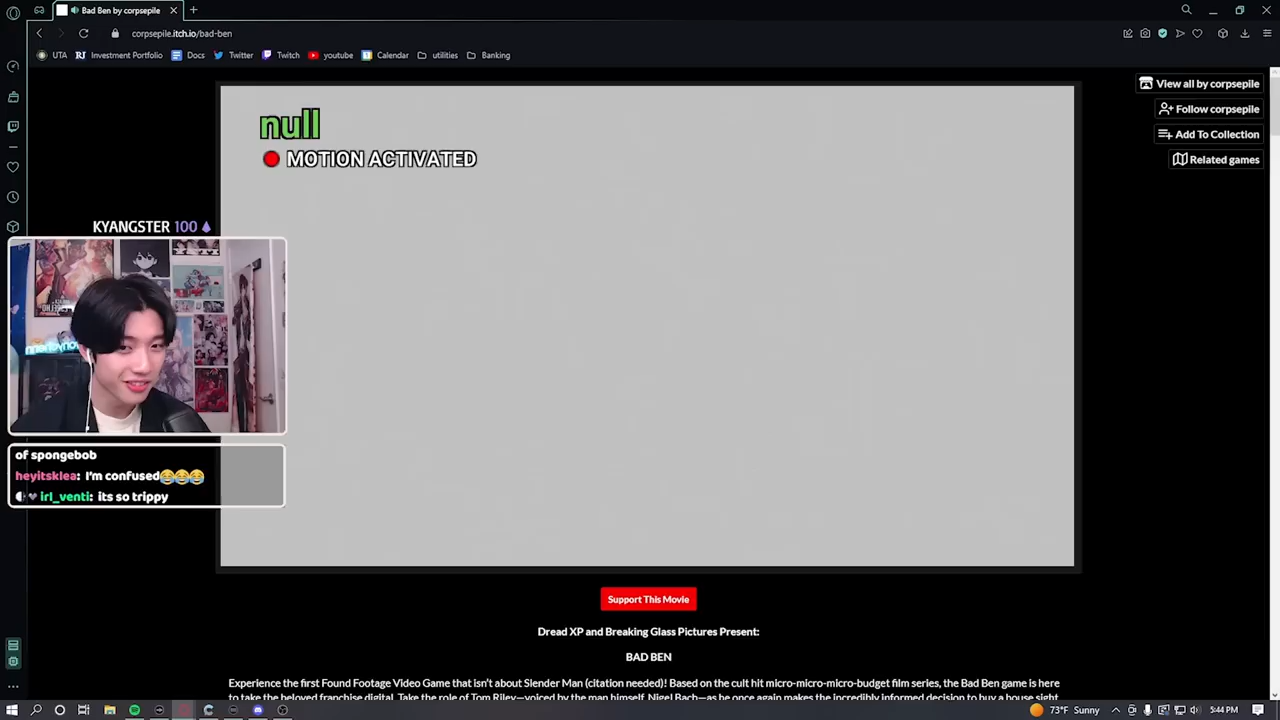 Bad Ben by corpsepile
corpsepile.itch.io/bad-ben
UTA Investment Portfolio Docs Twitter Twitch youtube Calendar utilities Banking
View all by corpsepile
Follow corpsepile
Add To Collection
Related games
null
MOTION ACTIVATED
KYANGSTER 100
of spongebob
heyitsklea: I'm confused😂😂😂
irl_venti: its so trippy
Support This Movie
Dread XP and Breaking Glass Pictures Present:
BAD BEN
Experience the first Found Footage Video Game that isn't about Slender Man (citation needed)! Based on the cult hit micro-micro-micro-budget film series, the Bad Ben game is here
to take the beloved franchise digital. Take the role of Tom Riley—voiced by the man himself, Nigel Bach—as he once again makes the incredibly informed decision to buy a house sight
73°F Sunny 5:44 PM